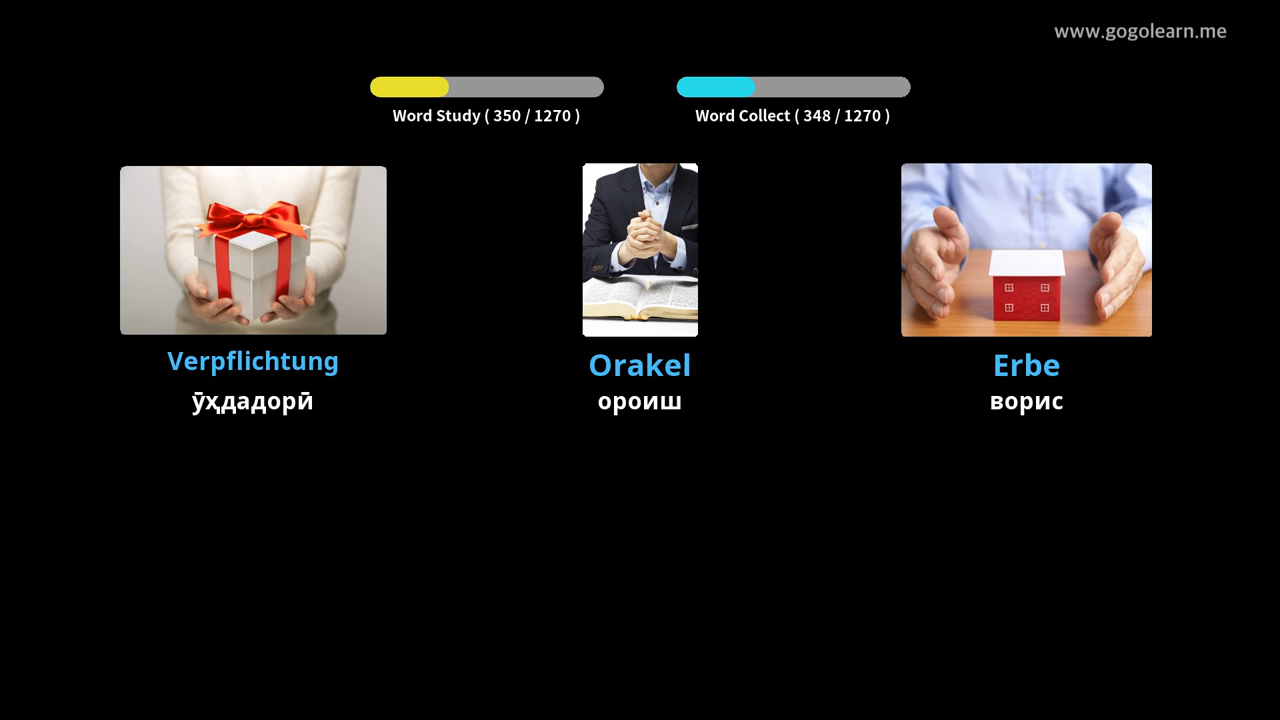 www.gogolearn.me
Word Study ( 350 / 1270 )
Word Collect ( 348 / 1270 )
Verpflichtung
ӯҳдадорӣ
Orakel
ороиш
Erbe
ворис